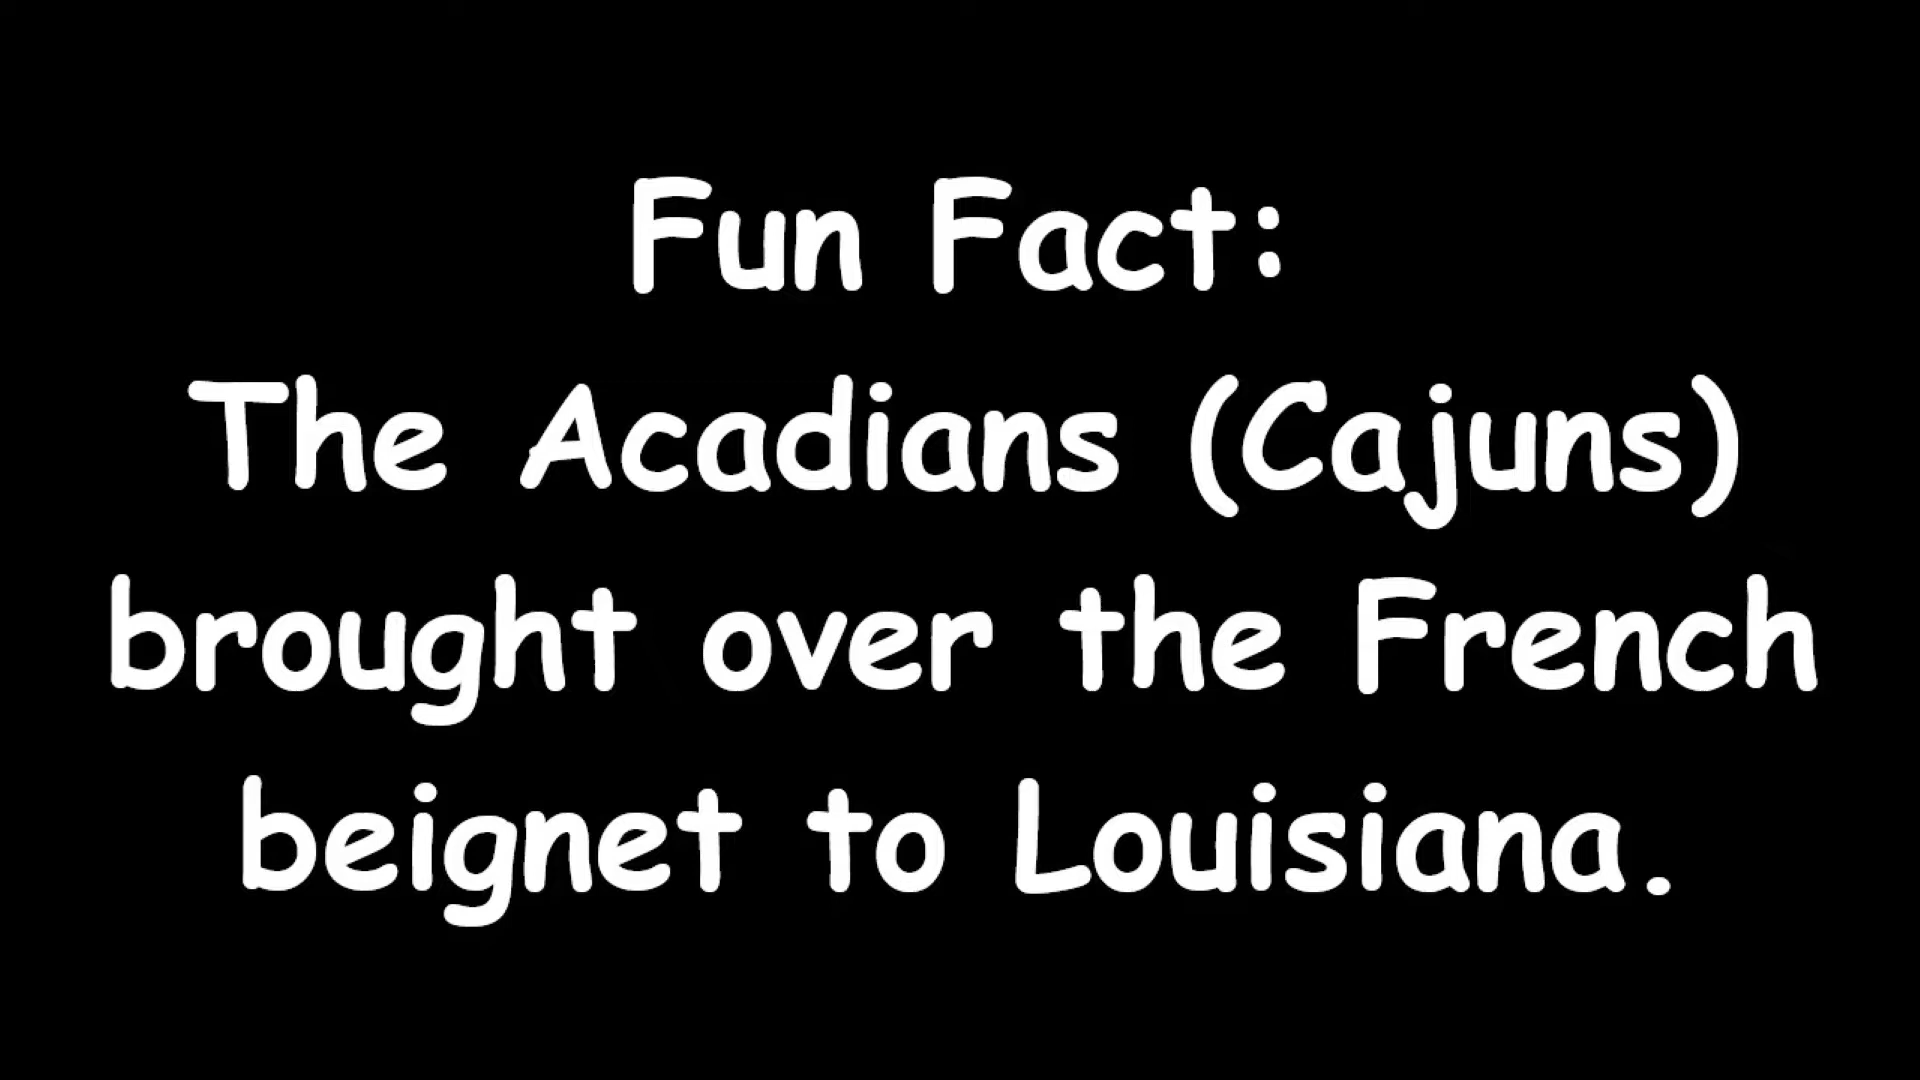 Fun Fact:
The Acadians (Cajuns)
brought over the French
beignet to Louisiana.